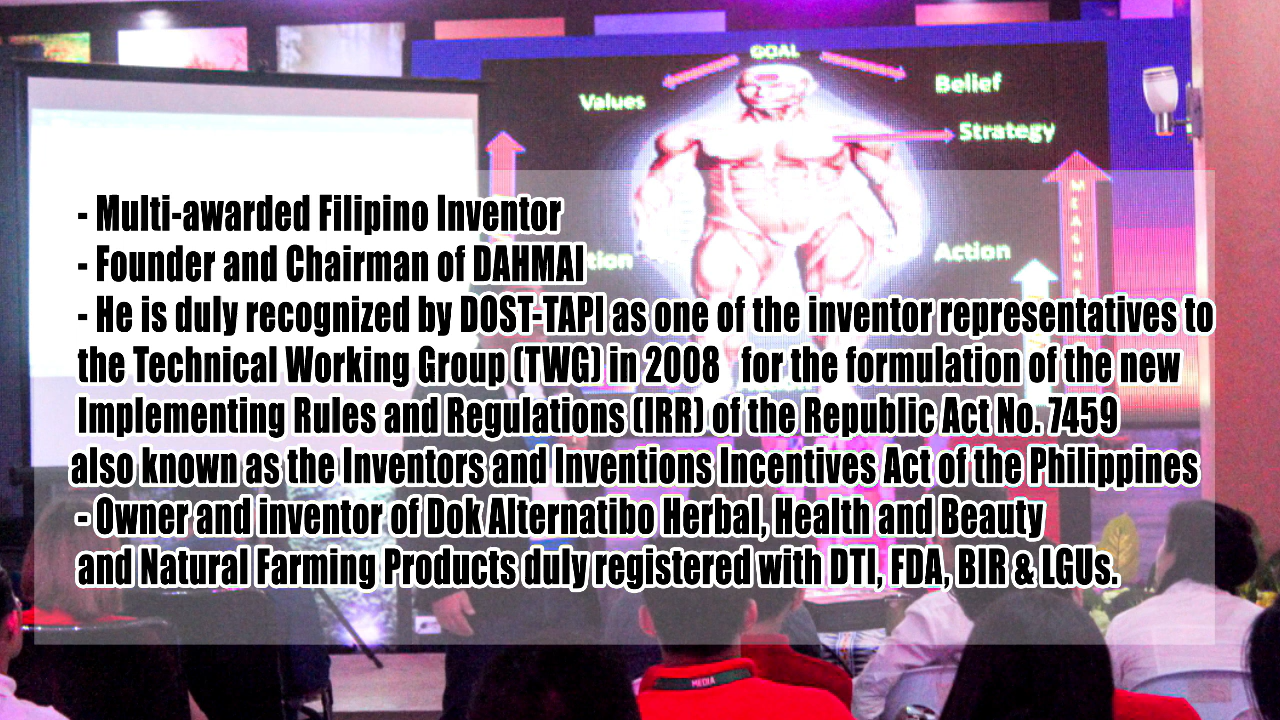 GOAL
Values
Belief
Strategy
Action
- Multi-awarded Filipino Inventor
- Founder and Chairman of DAHMAI
- He is duly recognized by DOST-TAPI as one of the inventor representatives to
the Technical Working Group (TWG) in 2008 for the formulation of the new
Implementing Rules and Regulations (IRR) of the Republic Act No. 7459
also known as the Inventors and Inventions Incentives Act of the Philippines
- Owner and inventor of Dok Alternatibo Herbal, Health and Beauty
and Natural Farming Products duly registered with DTI, FDA, BIR & LGUs.
MEDIA